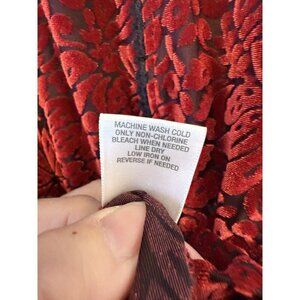 MACHINE WASH COLD
ONLY NON-CHLORINE
BLEACH WHEN NEEDED
LINE DRY
LOW IRON ON
REVERSE IF NEEDED